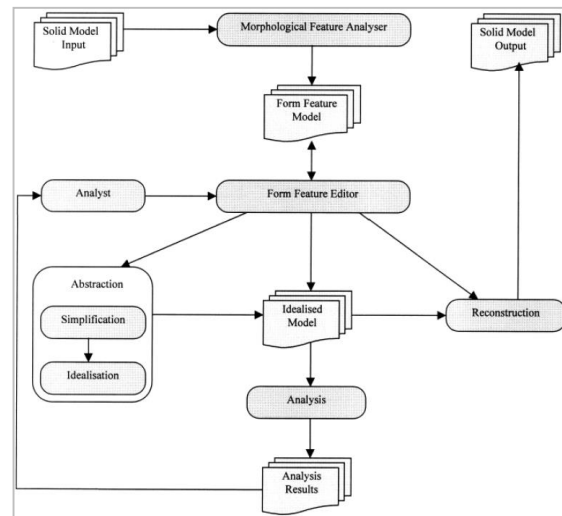 Solid Model
Input
Morphological Feature Analyser
Solid Model
Output
Form Feature
Model
Analyst
Form Feature Editor
Abstraction
Simplification
Idealisation
Idealised
Model
Reconstruction
Analysis
Analysis
Results